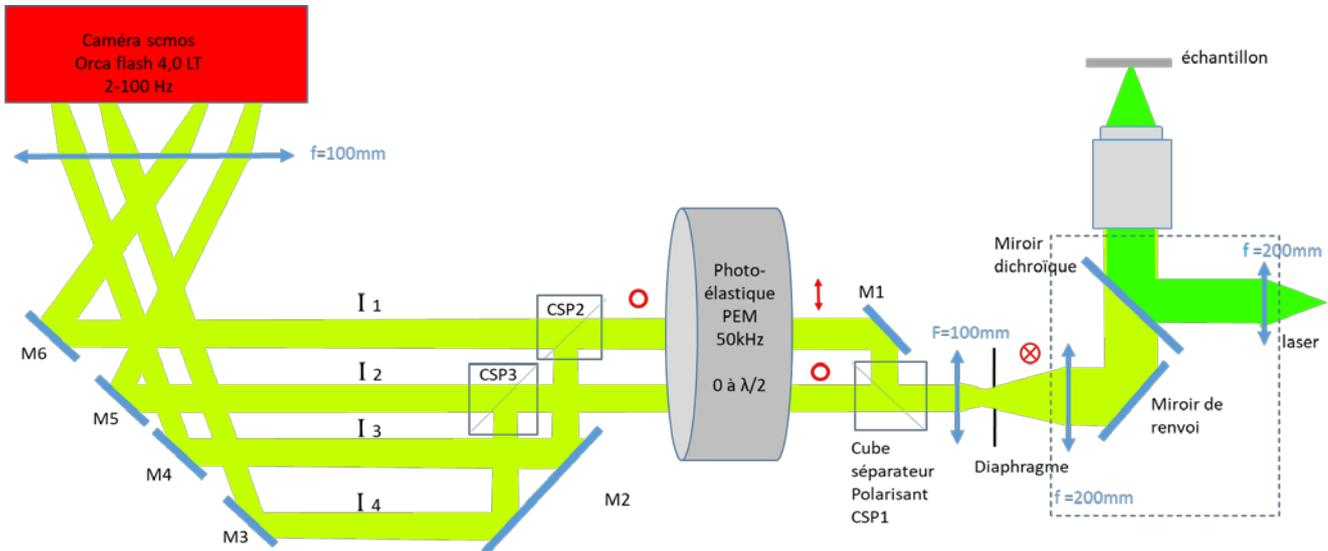 Caméra scmos
Orca flash 4,0 LT
2-100 Hz
f=100mm
échantillon
Miroir
dichroïque
f =200mm
laser
Photo-
élastique
PEM
50kHz
0 à λ/2
M1
F=100mm
I 1
CSP2
I 2
CSP3
I 3
I 4
M6
M5
M4
M3
M2
Cube
séparateur
Polarisant
CSP1
Diaphragme
Miroir de
renvoi
f =200mm